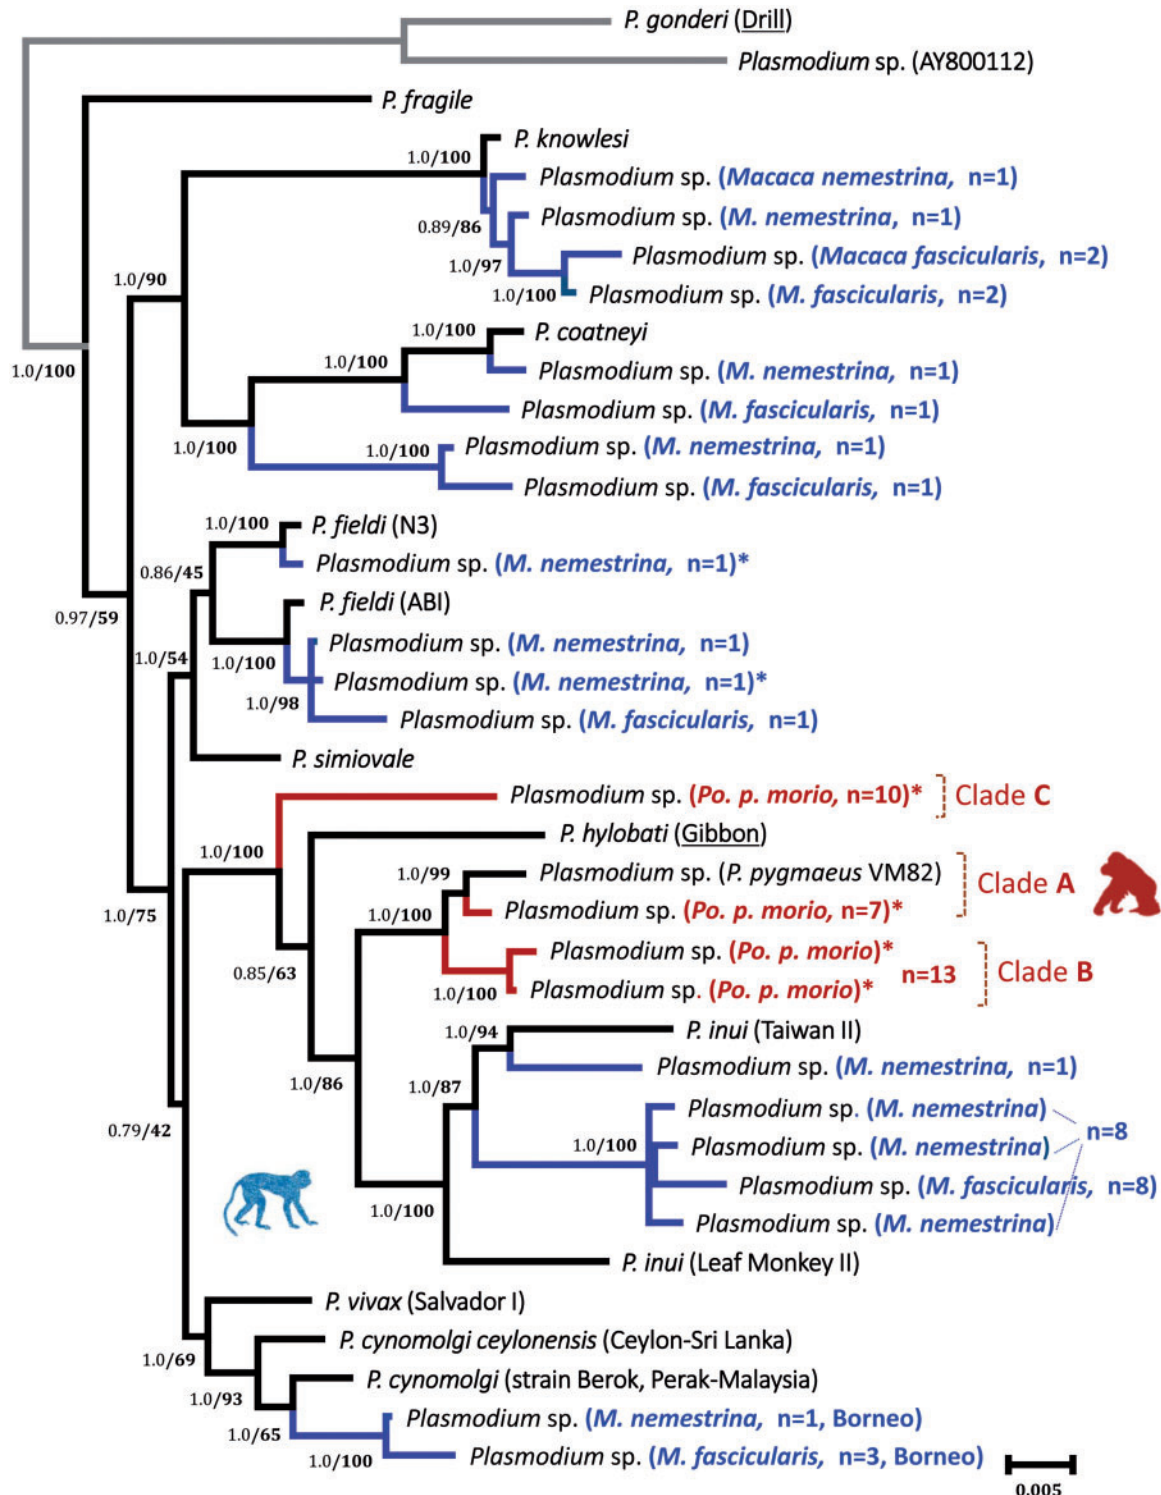 P. gonderi (Drill)
Plasmodium sp. (AY800112)
P. fragile
P. knowlesi
1.0/100
Plasmodium sp. (Macaca nemestrina, n=1)
Plasmodium sp. (M. nemestrina, n=1)
0.89/86
Plasmodium sp. (Macaca fascicularis, n=2)
1.0/97
1.0/90
Plasmodium sp. (M. fascicularis, n=2)
1.0/100
P. coatneyi
1.0/100
1.0/100
1.0/100
Plasmodium sp. (M. nemestrina, n=1)
Plasmodium sp. (M. fascicularis, n=1)
1.0/100
1.0/100
Plasmodium sp. (M. nemestrina, n=1)
Plasmodium sp. (M. fascicularis, n=1)
1.0/100
P. fieldi (N3)
Plasmodium sp. (M. nemestrina, n=1)*
0.86/45
P. fieldi (ABI)
0.97/59
Plasmodium sp. (M. nemestrina, n=1)
1.0/54
1.0/100
Plasmodium sp. (M. nemestrina, n=1)*
1.0/98
Plasmodium sp. (M. fascicularis, n=1)
P. simiovale
Plasmodium sp. (Po. p. morio, n=10)*
Clade C
P. hylobati (Gibbon)
1.0/100
1.0/99
Plasmodium sp. (P. pygmaeus VM82)
Clade A
Plasmodium sp. (Po. p. morio, n=7)*
1.0/100
1.0/75
Plasmodium sp. (Po. p. morio)*
n=13
Clade B
0.85/63
Plasmodium sp. (Po. p. morio)*
1.0/100
P. inui (Taiwan II)
1.0/94
Plasmodium sp. (M. nemestrina, n=1)
1.0/86
1.0/87
Plasmodium sp. (M. nemestrina)
0.79/42
n=8
Plasmodium sp. (M. nemestrina)
1.0/100
Plasmodium sp. (M. fascicularis, n=8)
1.0/100
Plasmodium sp. (M. nemestrina)
P. inui (Leaf Monkey II)
P. vivax (Salvador I)
P. cynomolgi ceylonensis (Ceylon-Sri Lanka)
1.0/69
P. cynomolgi (strain Berok, Perak-Malaysia)
1.0/93
Plasmodium sp. (M. nemestrina, n=1, Borneo)
1.0/65
Plasmodium sp. (M. fascicularis, n=3, Borneo)
1.0/100
0.005